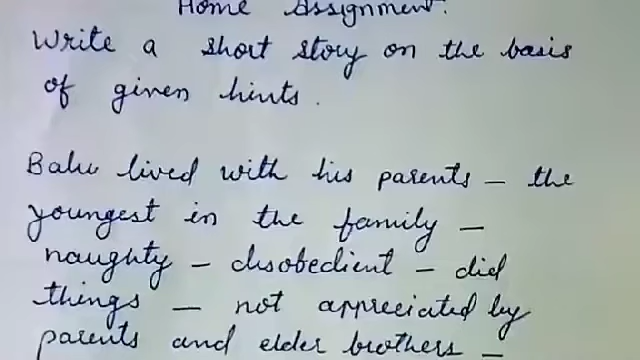 Home Assignment.
Write a short story on the basis
of given hints.
Balu lived with his parents – the
youngest in the family –
naughty – disobedient – did
things – not appreciated by
parents and elder brothers –